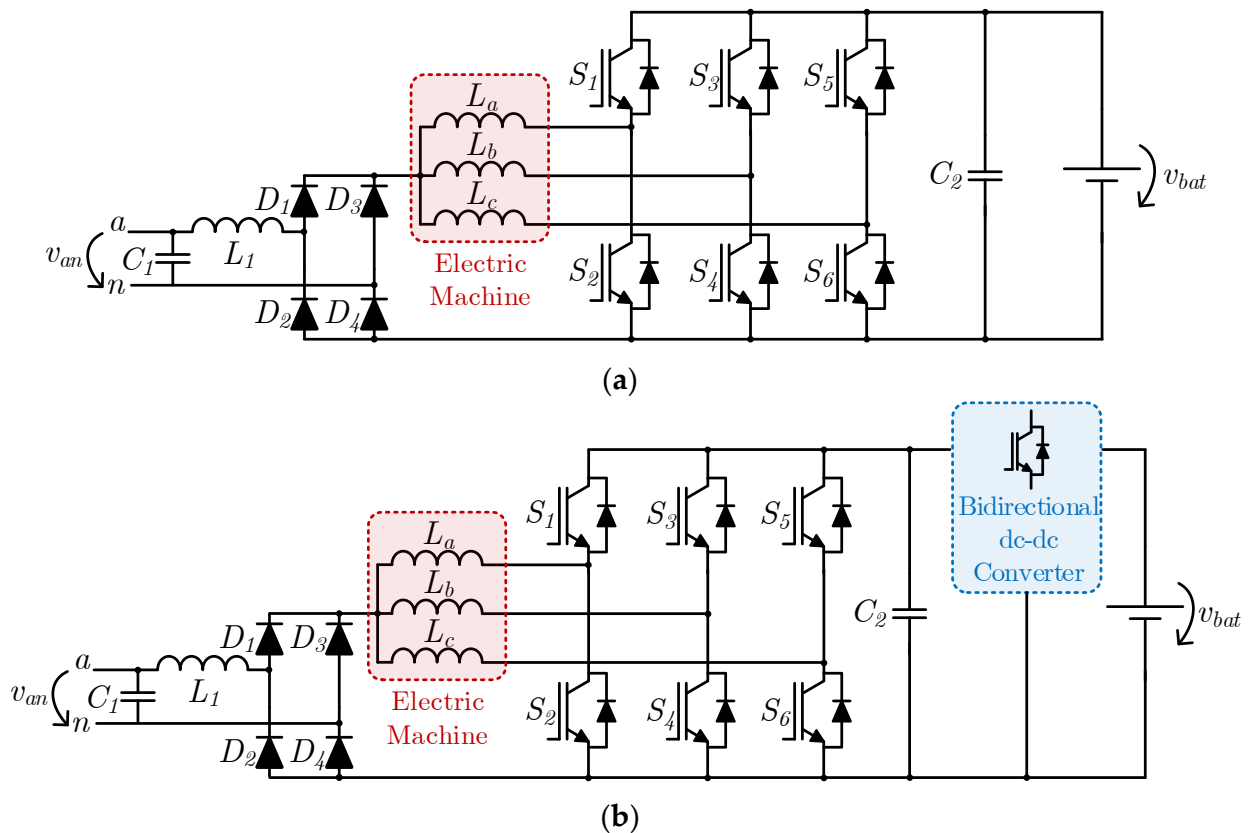 S1
S3
S5
La
Lb
Lc
Electric
Machine
D1
D3
a
van
C1
L1
n
D2
D4
S2
S4
S6
C2
vbat
(a)
Bidirectional
dc-dc
Converter
S1
S3
S5
La
Lb
Lc
Electric
Machine
D1
D3
a
van
C1
L1
n
D2
D4
S2
S4
S6
C2
vbat
(b)